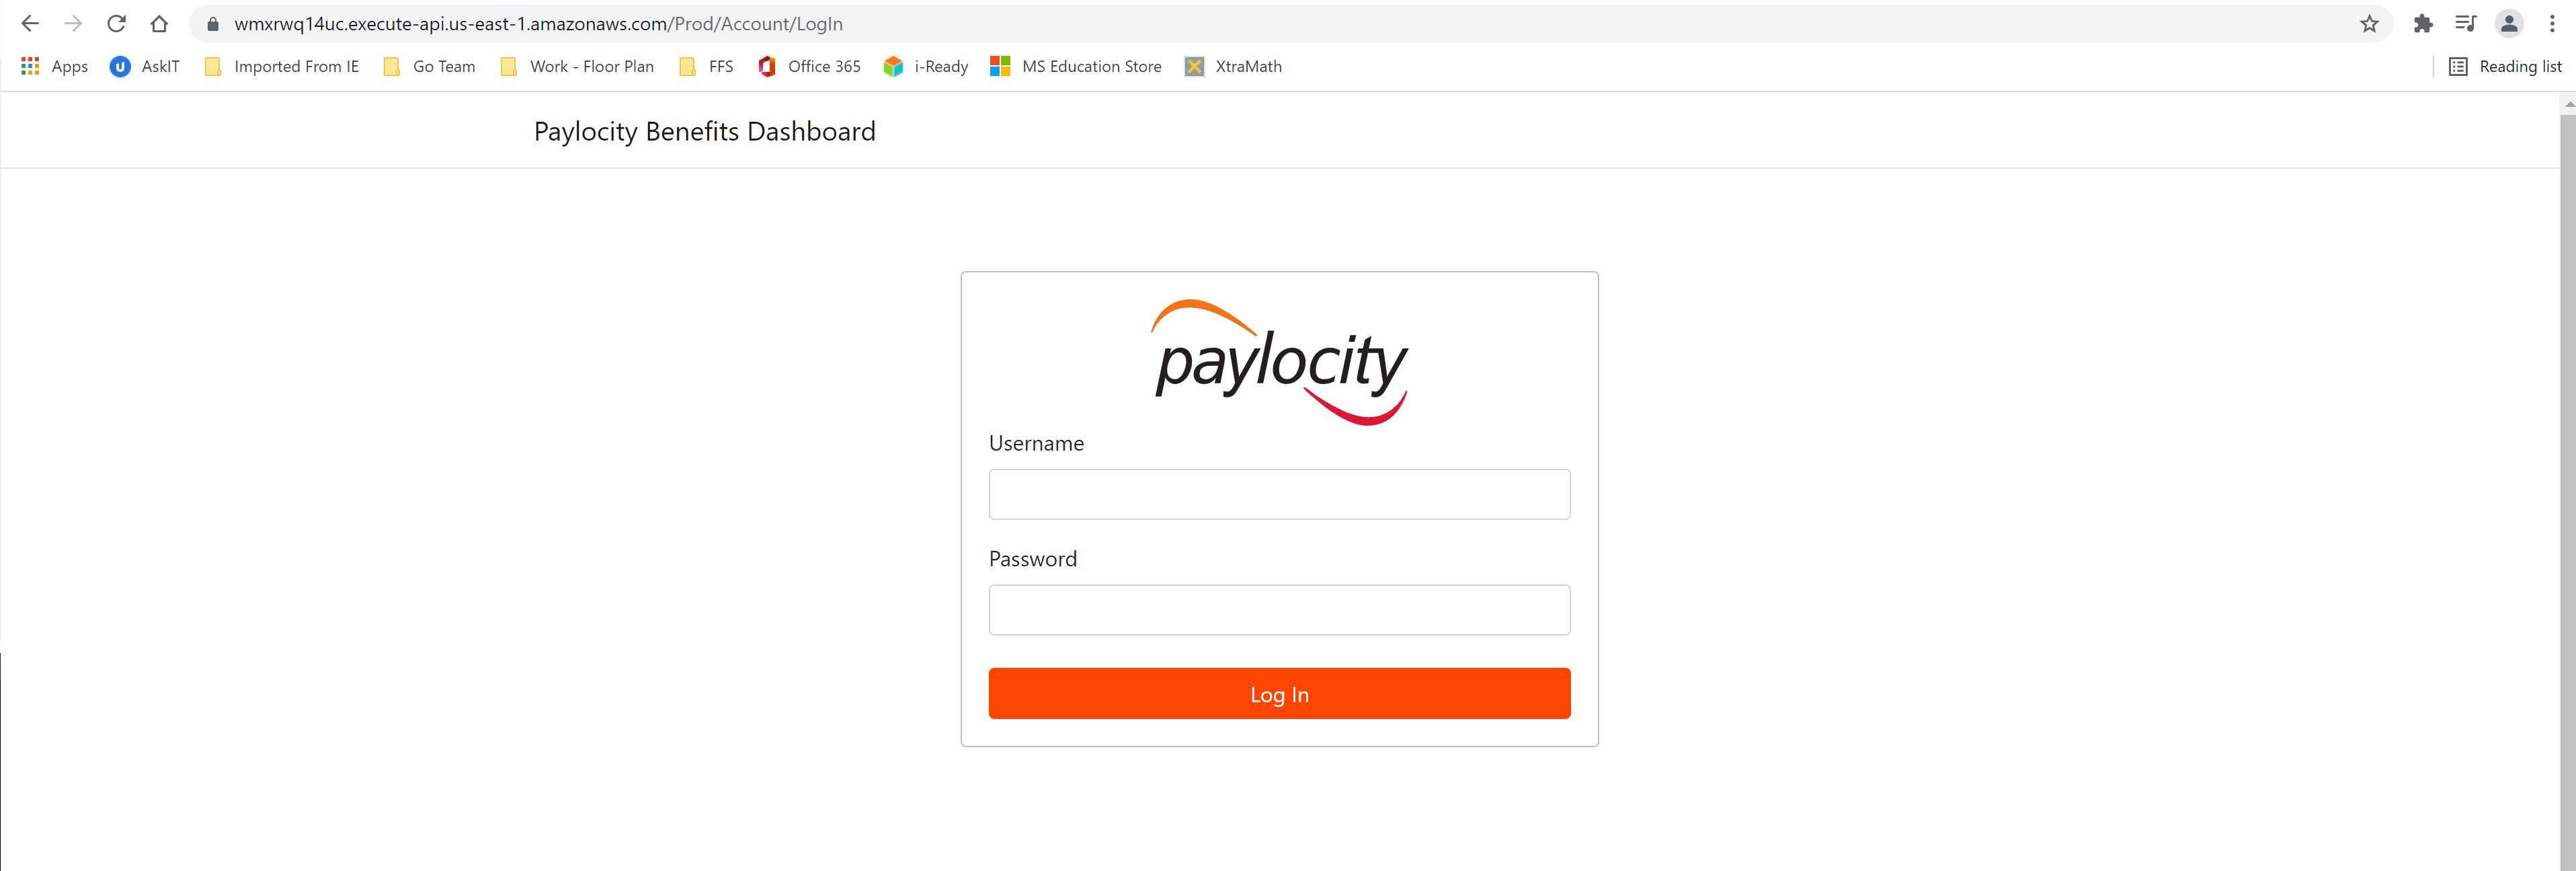 wmxrwq14uc.execute-api.us-east-1.amazonaws.com/Prod/Account/LogIn
Apps AskIT Imported From IE Go Team Work - Floor Plan FFS Office 365 i-Ready MS Education Store XtraMath Reading list
Paylocity Benefits Dashboard
paylocity
Username
Password
Log In